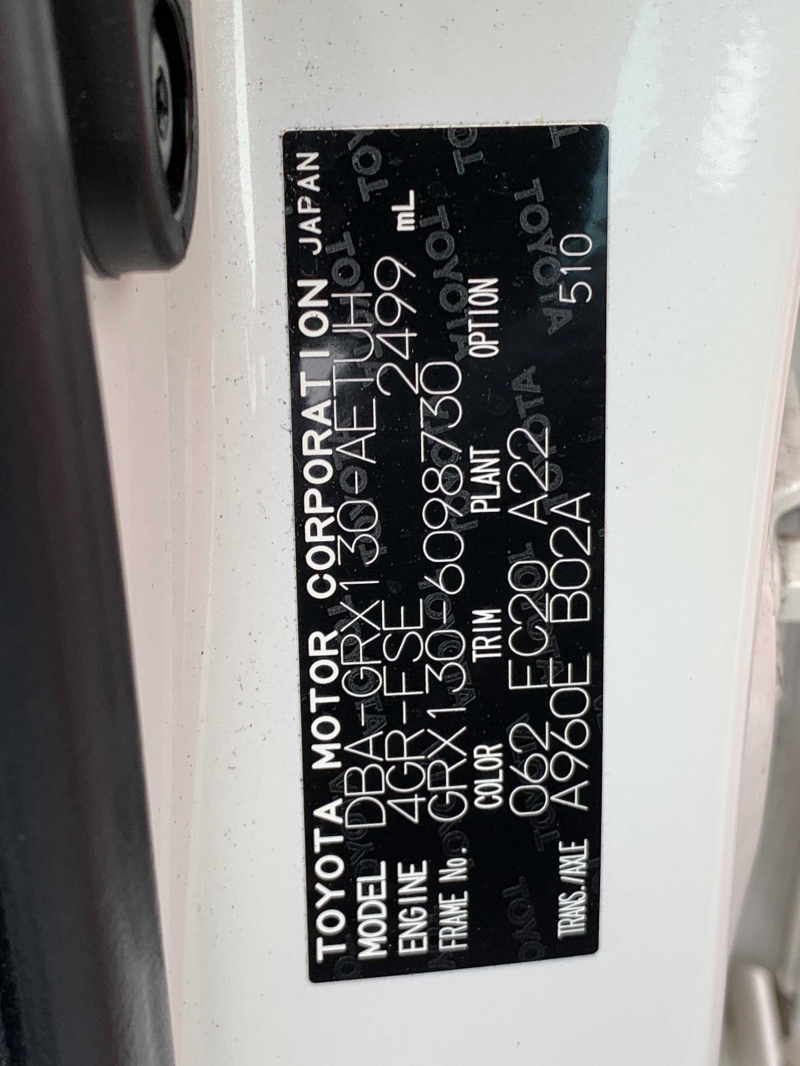 TOYOTA MOTOR CORPORATION JAPAN
MODEL DBA-GRX130-AETUH
ENGINE 4GR-FSE 2499 mL
FRAME No. GRX130-6098730
COLOR TRIM PLANT OPTION
062 FC20 A22
TRANS./AXLE A960E B02A 510